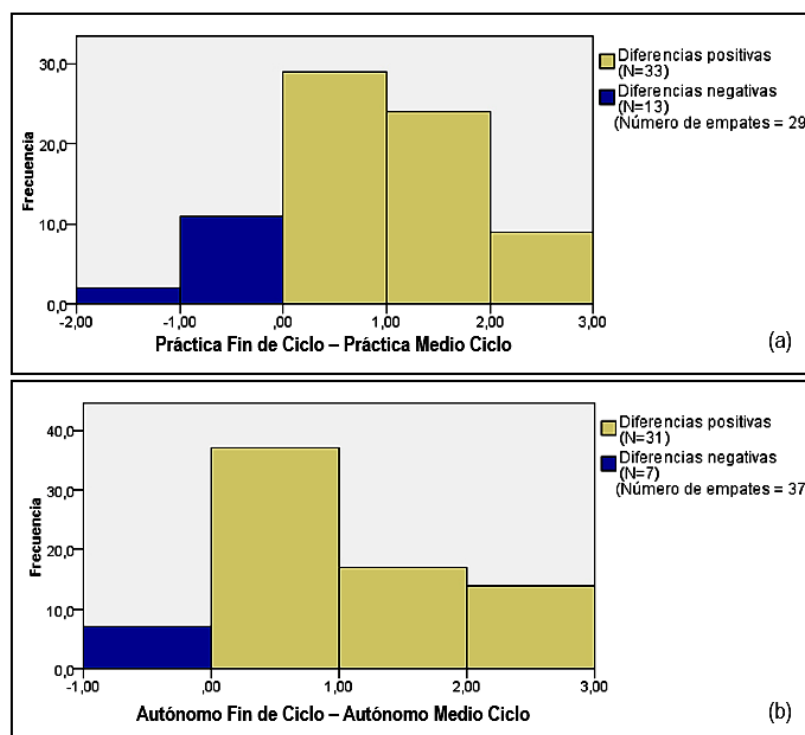 Diferencias positivas
(N=33)
Diferencias negativas
(N=13)
(Número de empates = 29
Frecuencia
30,0
20,0
10,0
0,0
-2,00 -1,00 ,00 1,00 2,00 3,00
Práctica Fin de Ciclo – Práctica Medio Ciclo
(a)
Diferencias positivas
(N=31)
Diferencias negativas
(N=7)
(Número de empates = 37
Frecuencia
40,0
30,0
20,0
10,0
0,0
-1,00 ,00 1,00 2,00 3,00
Autónomo Fin de Ciclo – Autónomo Medio Ciclo
(b)